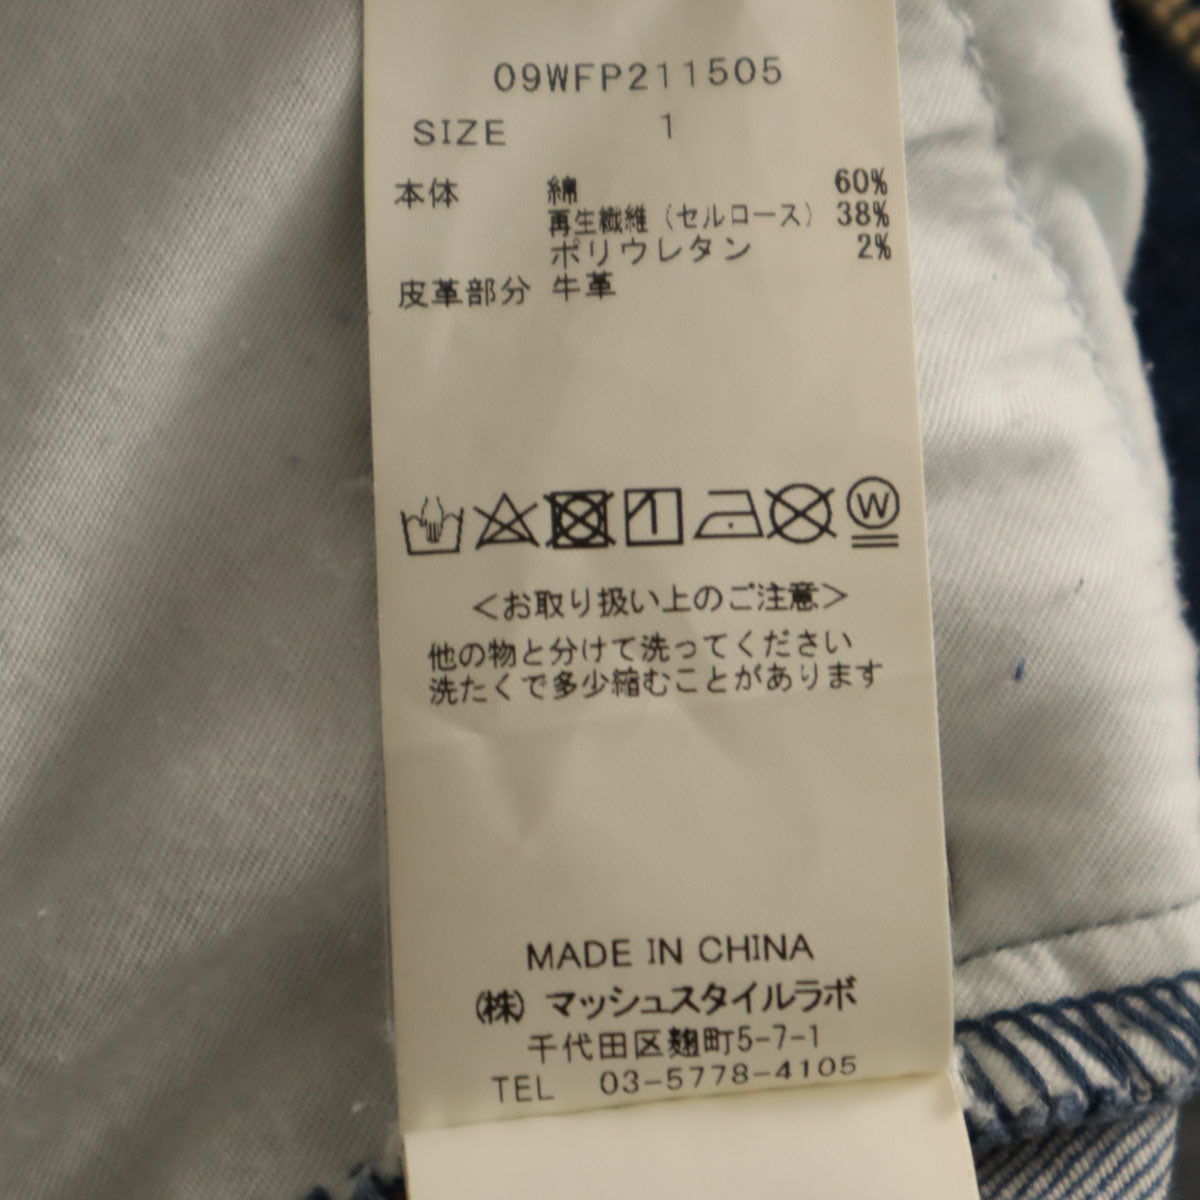 09WFP211505
SIZE 1
本体 綿 60%
再生繊維（セルロース） 38%
ポリウレタン 2%
皮革部分 牛革
W
＜お取り扱い上のご注意＞
他の物と分けて洗ってください
洗たくで多少縮むことがあります
MADE IN CHINA
(株) マッシュスタイルラボ
千代田区麹町5-7-1
TEL 03-5778-4105